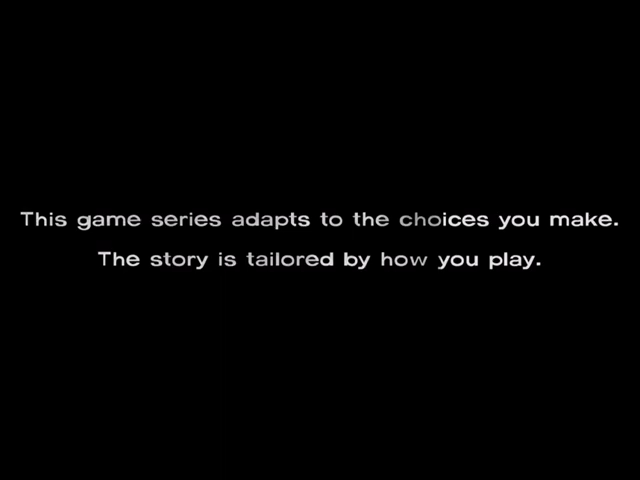 This game series adapts to the choices you make.
The story is tailored by how you play.